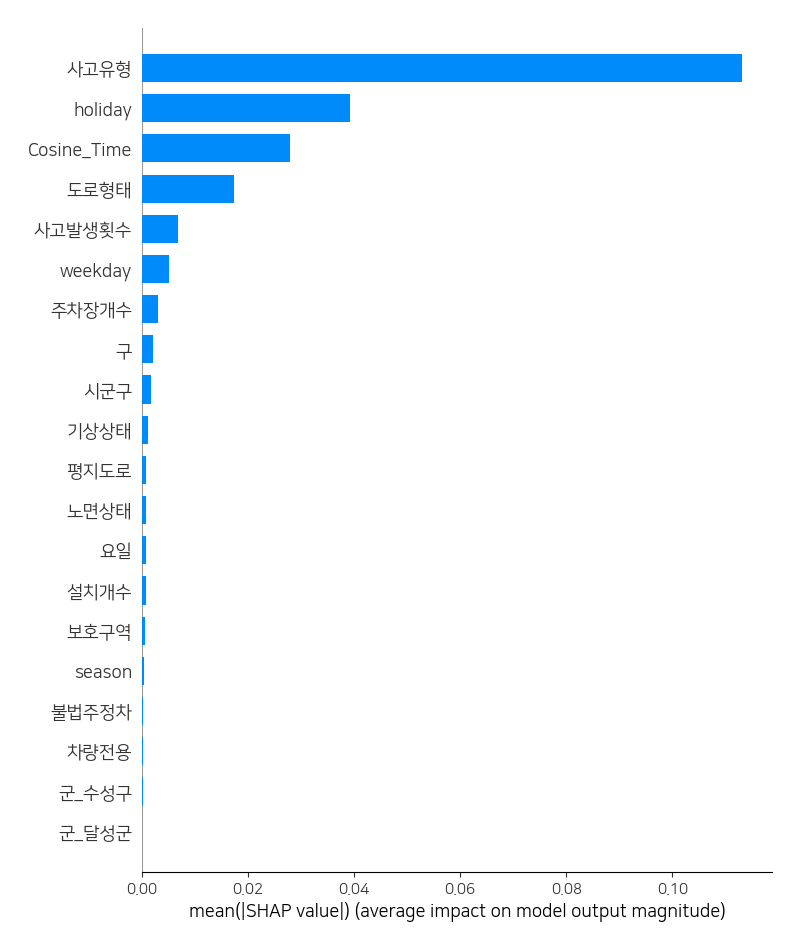 사고유형
holiday
Cosine_Time
도로형태
사고발생횟수
weekday
주차장개수
구
시군구
기상상태
평지도로
노면상태
요일
설치개수
보호구역
season
불법주정차
차량전용
군_수성구
군_달성군
0.00 0.02 0.04 0.06 0.08 0.10
mean(|SHAP value|) (average impact on model output magnitude)